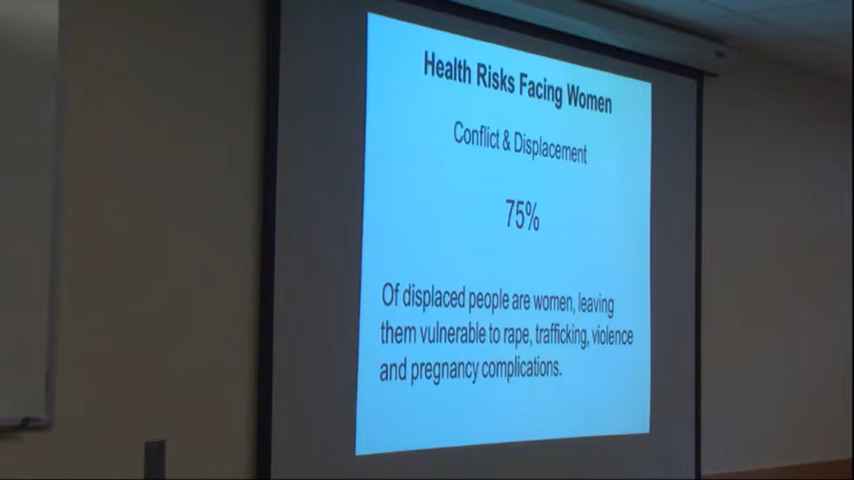 Health Risks Facing Women
Conflict & Displacement
75%
Of displaced people are women, leaving
them vulnerable to rape, trafficking, violence
and pregnancy complications.